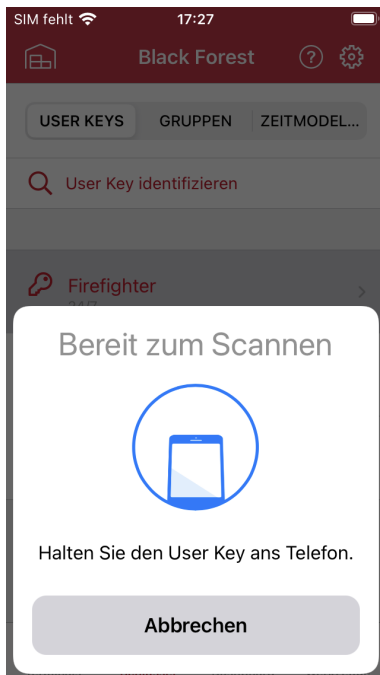 SIM fehlt 17:27
Black Forest ?
USER KEYS GRUPPEN ZEITMODEL...
User Key identifizieren
Firefighter
Bereit zum Scannen
Halten Sie den User Key ans Telefon.
Abbrechen